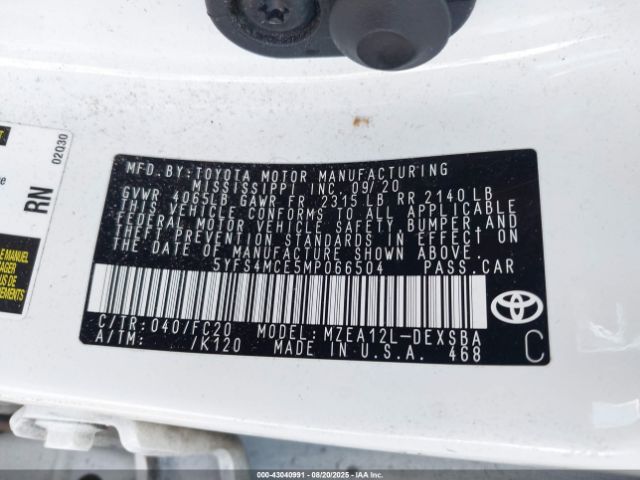 02030
RN
MFD.BY:TOYOTA MOTOR MANUFACTURING
MISSISSIPPI INC.09/20
GVWR 4065LB GAWR FR 2315LB RR 2140LB
THIS VEHICLE CONFORMS TO ALL APPLICABLE
FEDERAL MOTOR VEHICLE SAFETY, BUMPER,AND
THEFT PREVENTION STANDARDS IN EFFECT ON
THE DATE OF MANUFACTURE SHOWN ABOVE.
5YFS4MCE5MP066504 PASS.CAR
C/TR:040/FC20 MODEL:MZEA12L-DEXSBA
A/TM: /K120 MADE IN U.S.A. 468
C
000-43040991 - 08/20/2025 - IAAI